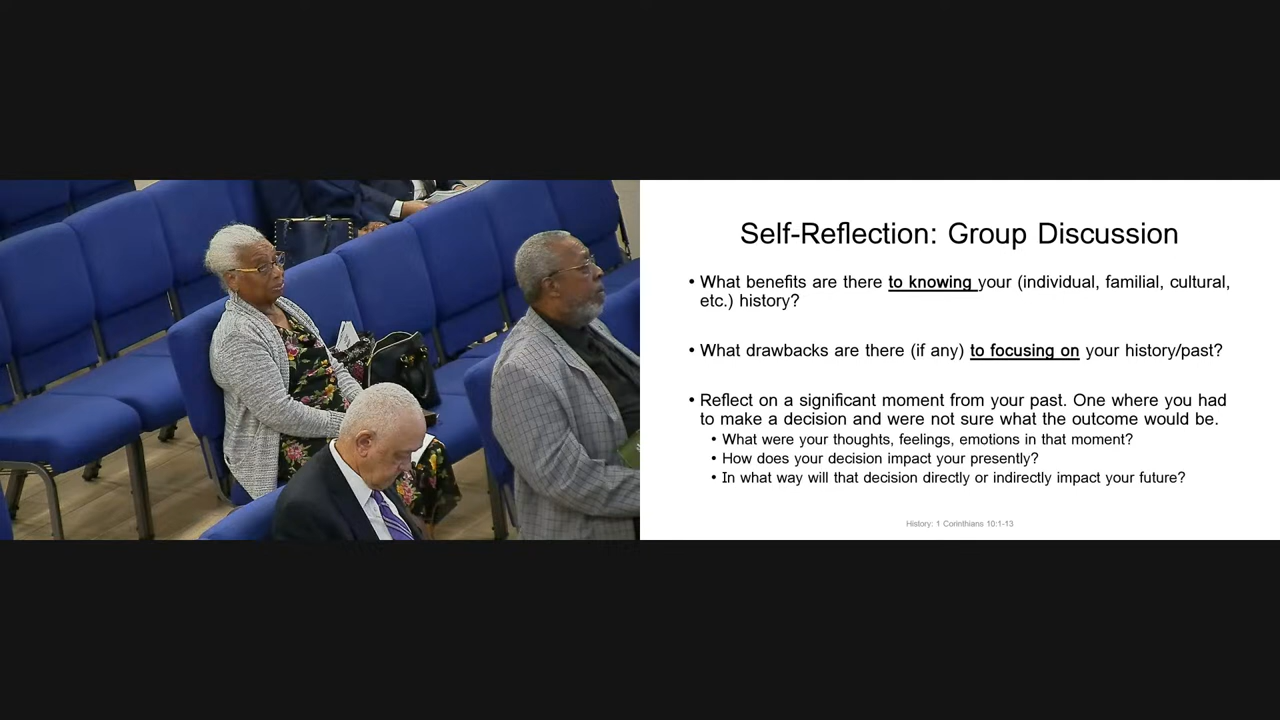 Self-Reflection: Group Discussion
• What benefits are there to knowing your (individual, familial, cultural,
etc.) history?
• What drawbacks are there (if any) to focusing on your history/past?
• Reflect on a significant moment from your past. One where you had
to make a decision and were not sure what the outcome would be.
• What were your thoughts, feelings, emotions in that moment?
• How does your decision impact your presently?
• In what way will that decision directly or indirectly impact your future?
History: 1 Corinthians 10:1-13